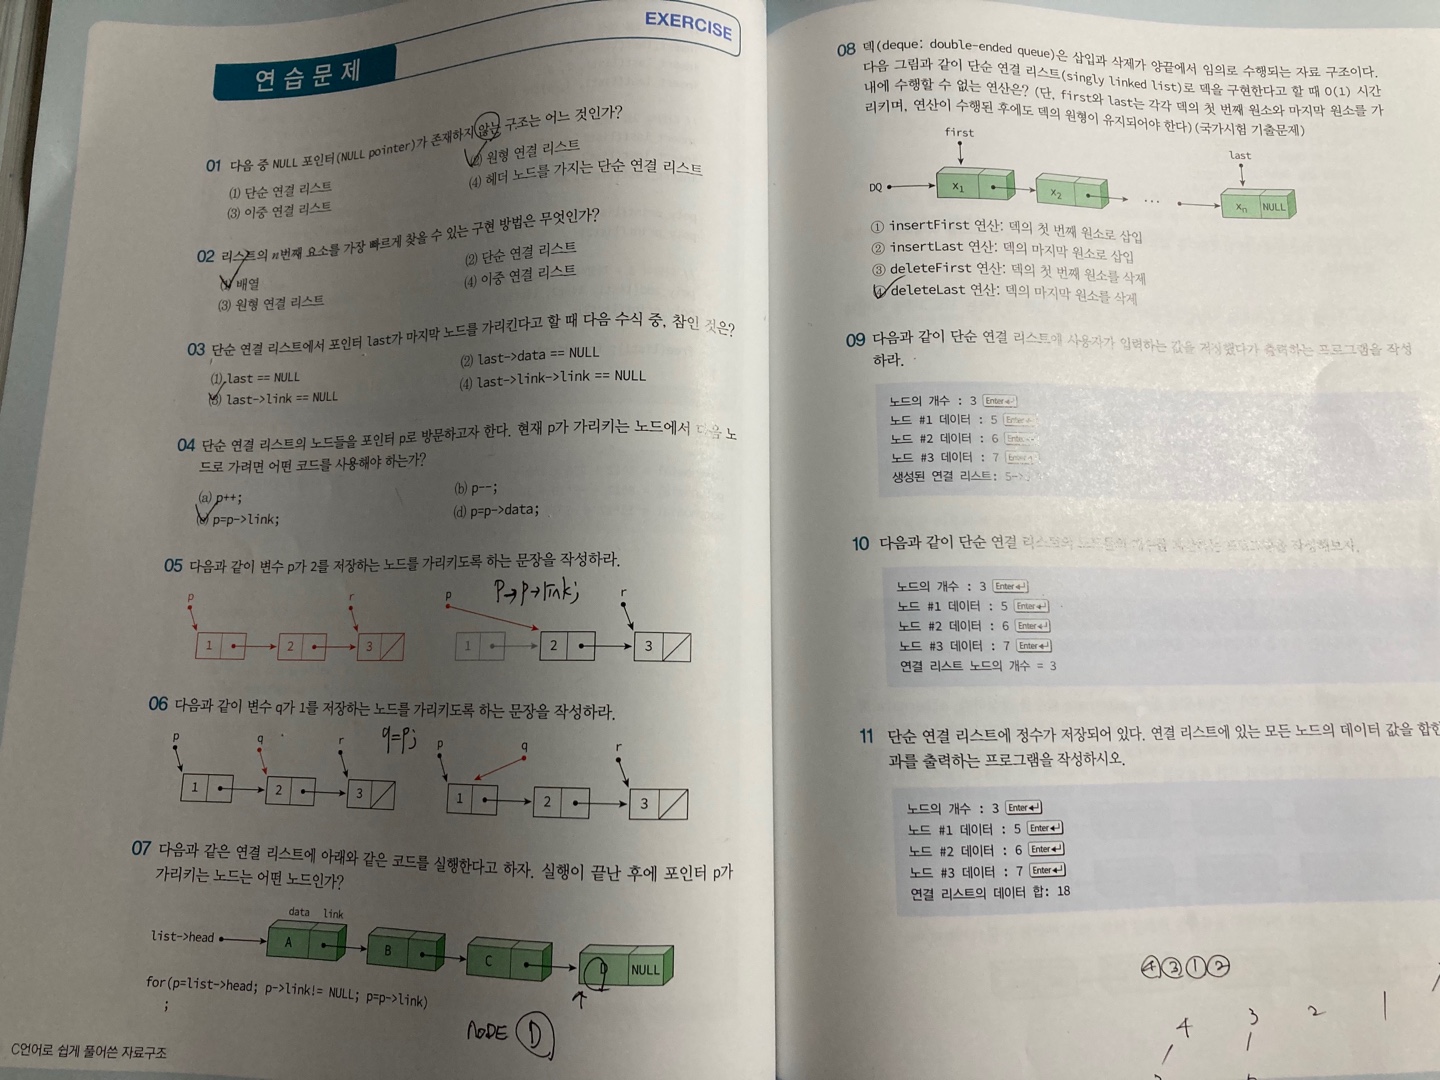 EXERCISE
연습문제
01 다음 중 NULL 포인터(NULL pointer)가 존재하지 않는 구조는 어느 것인가?
(1) 단순 연결 리스트
(2) 원형 연결 리스트
(3) 이중 연결 리스트
(4) 헤더 노드를 가지는 단순 연결 리스트
02 리스트의 n번째 요소를 가장 빠르게 찾을 수 있는 구현 방법은 무엇인가?
(1) 배열
(2) 단순 연결 리스트
(3) 원형 연결 리스트
(4) 이중 연결 리스트
03 단순 연결 리스트에서 포인터 last가 마지막 노드를 가리킨다고 할 때 다음 수식 중, 참인 것은?
(1) last == NULL
(2) last->data == NULL
(3) last->link == NULL
(4) last->link->link == NULL
04 단순 연결 리스트의 노드들을 포인터 p로 방문하고자 한다. 현재 p가 가리키는 노드에서 다음 노
드로 가려면 어떤 코드를 사용해야 하는가?
(a) p++;
(b) p--;
(c) p=p->link;
(d) p=p->data;
05 다음과 같이 변수 p가 2를 저장하는 노드를 가리키도록 하는 문장을 작성하라.
P→P→link;
p r p r
1 2 3 1 2 3
06 다음과 같이 변수 q가 1를 저장하는 노드를 가리키도록 하는 문장을 작성하라.
q=p;
p q r p q r
1 2 3 1 2 3
07 다음과 같은 연결 리스트에 아래와 같은 코드를 실행한다고 하자. 실행이 끝난 후에 포인터 p가
가리키는 노드는 어떤 노드인가?
data link
list->head A B C D NULL
for(p=list->head; p->link!= NULL; p=p->link)
;
NODE D
C언어로 쉽게 풀어쓴 자료구조
08 덱(deque: double-ended queue)은 삽입과 삭제가 양끝에서 임의로 수행되는 자료 구조이다.
다음 그림과 같이 단순 연결 리스트(singly linked list)로 덱을 구현한다고 할 때 O(1) 시간
내에 수행할 수 없는 연산은? (단, first와 last는 각각 덱의 첫 번째 원소와 마지막 원소를 가
리키며, 연산이 수행된 후에도 덱의 원형이 유지되어야 한다) (국가시험 기출문제)
first
last
DQ x1 x2 ... xn NULL
① insertFirst 연산: 덱의 첫 번째 원소로 삽입
② insertLast 연산: 덱의 마지막 원소로 삽입
③ deleteFirst 연산: 덱의 첫 번째 원소를 삭제
④ deleteLast 연산: 덱의 마지막 원소를 삭제
09 다음과 같이 단순 연결 리스트에 사용자가 입력하는 값을 저장했다가 출력하는 프로그램을 작성
하라.
노드의 개수 : 3 Enter
노드 #1 데이터 : 5 Enter
노드 #2 데이터 : 6 Enter
노드 #3 데이터 : 7 Enter
생성된 연결 리스트: 5->
10 다음과 같이 단순 연결 리스트의
노드의 개수 : 3 Enter
노드 #1 데이터 : 5 Enter
노드 #2 데이터 : 6 Enter
노드 #3 데이터 : 7 Enter
연결 리스트 노드의 개수 = 3
11 단순 연결 리스트에 정수가 저장되어 있다. 연결 리스트에 있는 모든 노드의 데이터 값을 합한
과를 출력하는 프로그램을 작성하시오.
노드의 개수 : 3 Enter
노드 #1 데이터 : 5 Enter
노드 #2 데이터 : 6 Enter
노드 #3 데이터 : 7 Enter
연결 리스트의 데이터 합: 18
④③①②
4 3 2 1